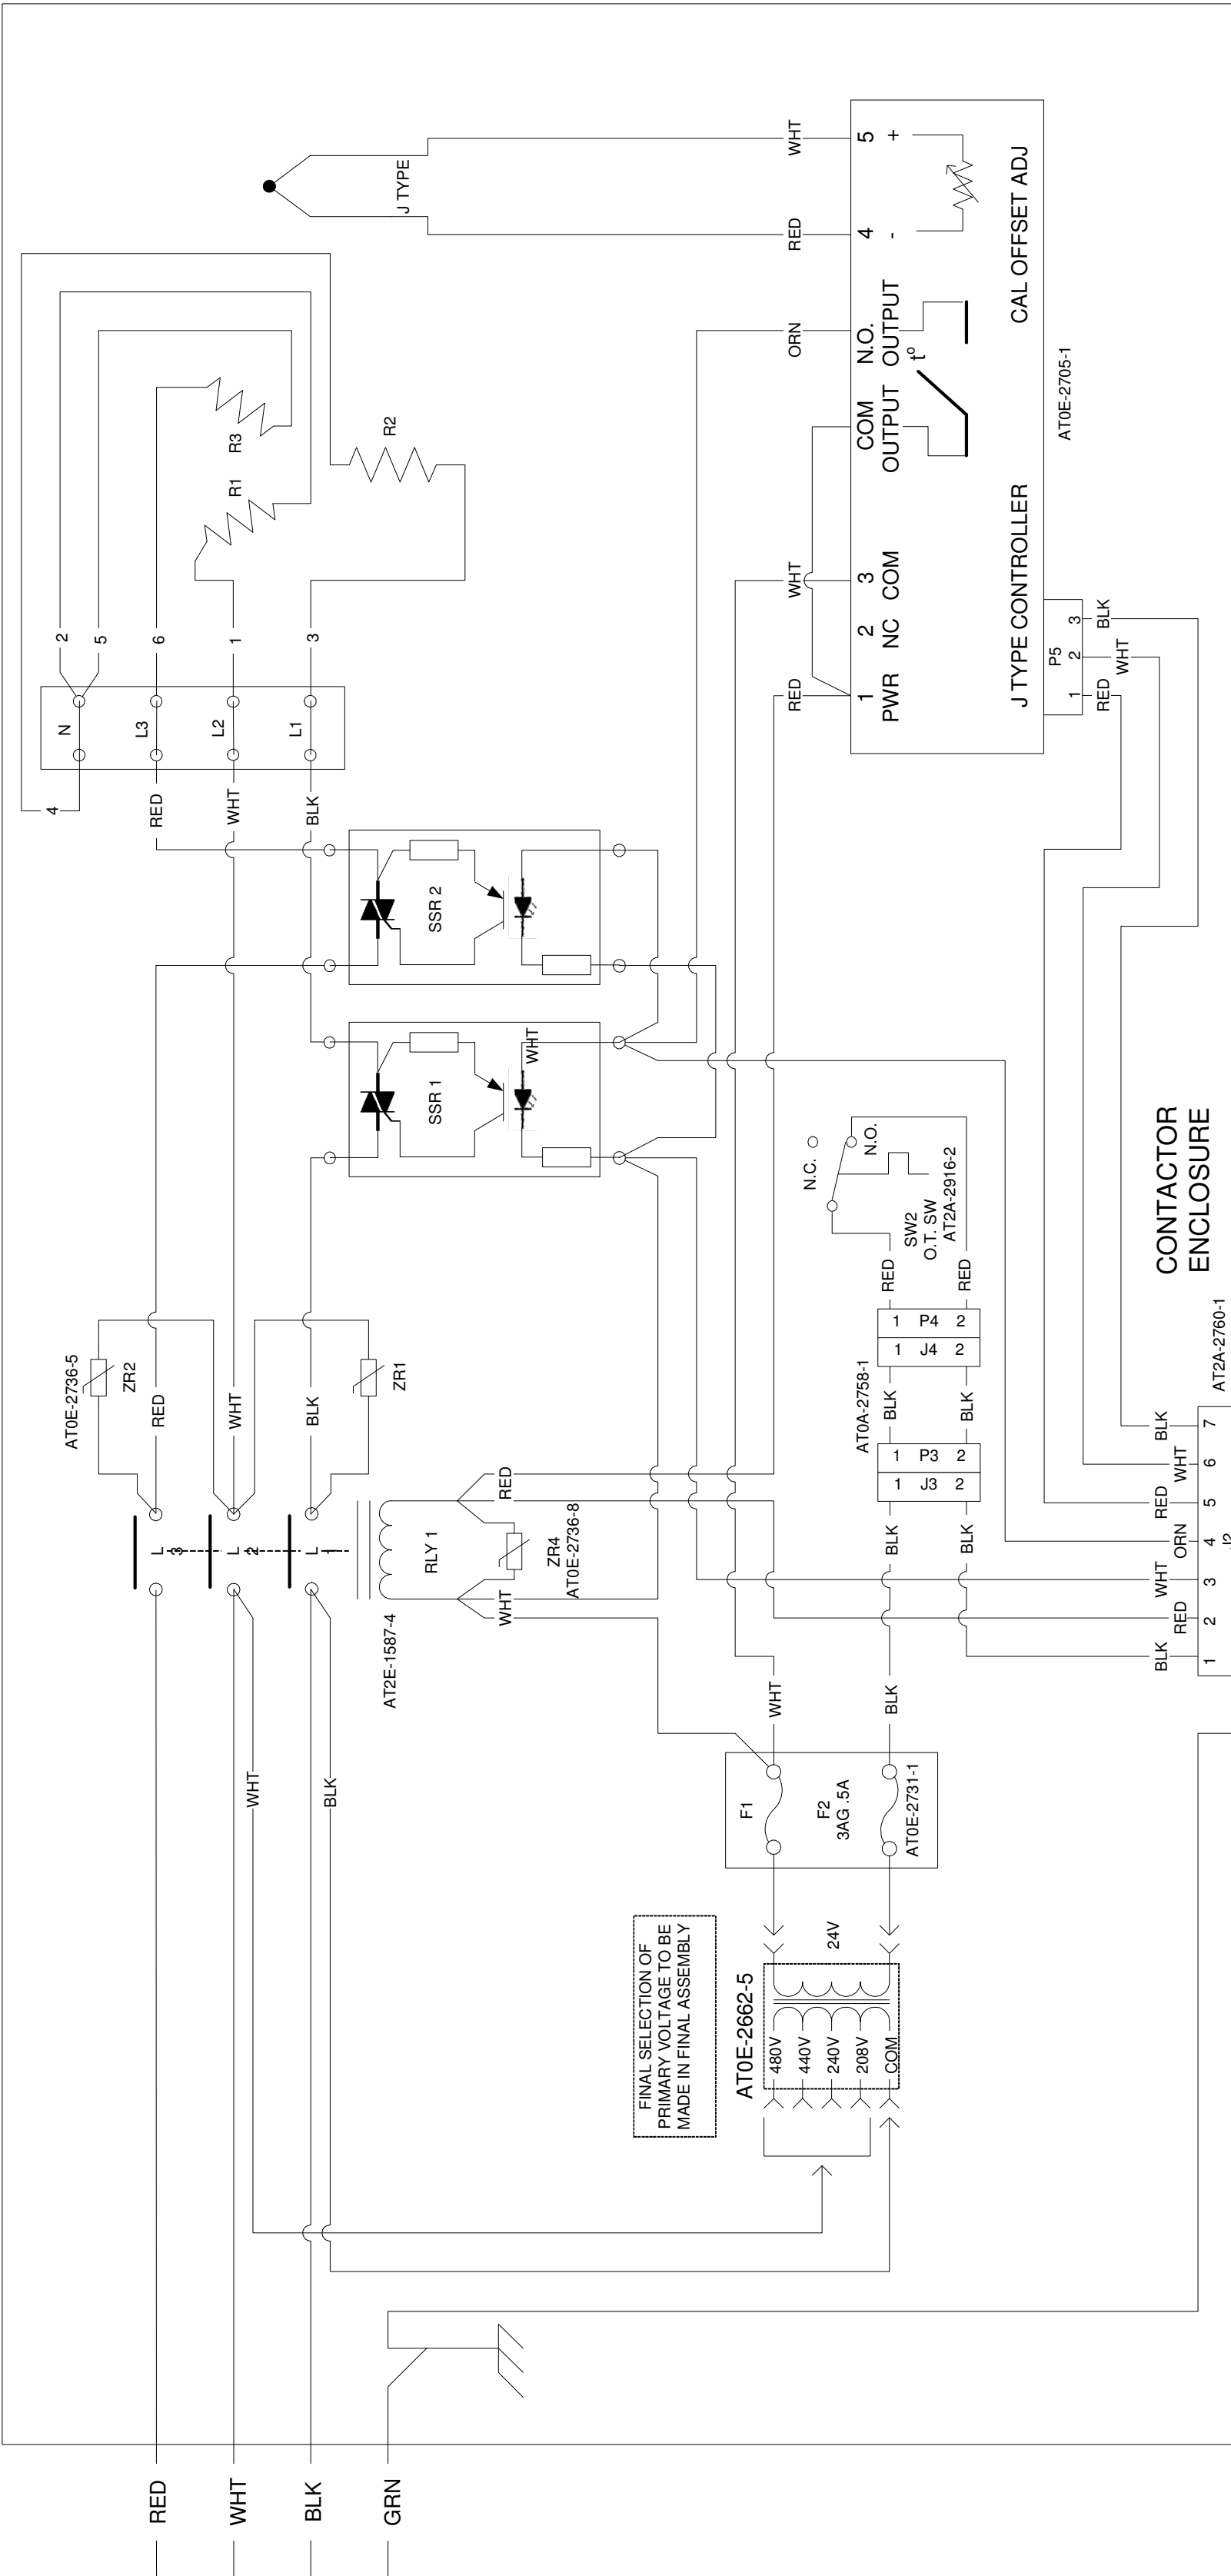 J TYPE
WHT
RED
5
+
4
-
CAL OFFSET ADJ
ORN
N.O.
OUTPUT
t°
COM
OUTPUT
AT0E-2705-1
R3
R1
R2
WHT
3
COM
2
NC
RED
1
PWR
J TYPE CONTROLLER
P5
3
2
1
BLK
WHT
RED
2
5
6
1
3
N
L3
L2
L1
4
RED
WHT
BLK
SSR 2
SSR 1
WHT
N.C.
N.O.
SW2
O.T. SW
AT2A-2916-2
RED
RED
1 P4 2
1 J4 2
AT0A-2758-1
BLK
BLK
1 P3 2
1 J3 2
BLK
BLK
CONTACTOR
ENCLOSURE
AT2A-2760-1
AT0E-2736-5
ZR2
RED
WHT
BLK
ZR1
L
3
L
2
L
1
RLY 1
AT2E-1587-4
RED
ZR4
AT0E-2736-8
WHT
BLK
7
WHT
6
RED
5
ORN
4
WHT
3
RED
2
BLK
1
J2
WHT
BLK
WHT
BLK
F1
F2
3AG .5A
AT0E-2731-1
FINAL SELECTION OF
PRIMARY VOLTAGE TO BE
MADE IN FINAL ASSEMBLY
AT0E-2662-5
24V
480V
440V
240V
208V
COM
RED
WHT
BLK
GRN